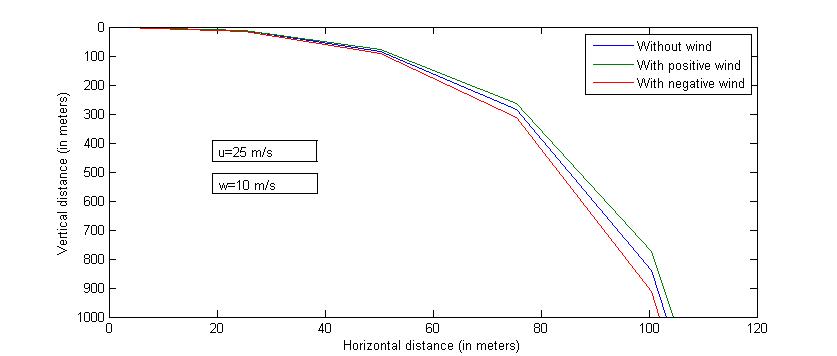 0
100
200
300
400
500
600
700
800
900
1000
Vertical distance (in meters)
Without wind
With positive wind
With negative wind
u=25 m/s
w=10 m/s
0 20 40 60 80 100 120
Horizontal distance (in meters)